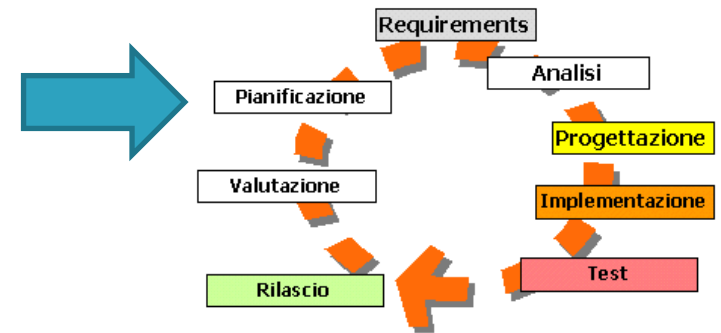 Requirements
Analisi
Pianificazione
Progettazione
Valutazione
Implementazione
Test
Rilascio